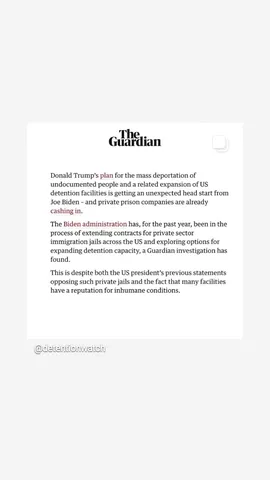 The
Guardian
Donald Trump's plan for the mass deportation of
undocumented people and a related expansion of US
detention facilities is getting an unexpected head start from
Joe Biden – and private prison companies are already
cashing in.
The Biden administration has, for the past year, been in the
process of extending contracts for private sector
immigration jails across the US and exploring options for
expanding detention capacity, a Guardian investigation has
found.
This is despite both the US president's previous statements
opposing such private jails and the fact that many facilities
have a reputation for inhumane conditions.
@detentionwatch